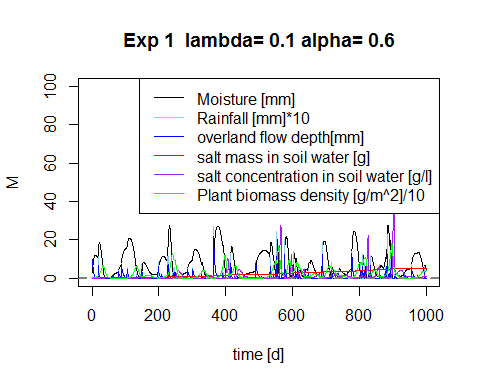 Exp 1 lambda= 0.1 alpha= 0.6
M
100
80
60
40
20
0
Moisture [mm]
Rainfall [mm]*10
overland flow depth[mm]
salt mass in soil water [g]
salt concentration in soil water [g/l]
Plant biomass density [g/m^2]/10
0 200 400 600 800 1000
time [d]